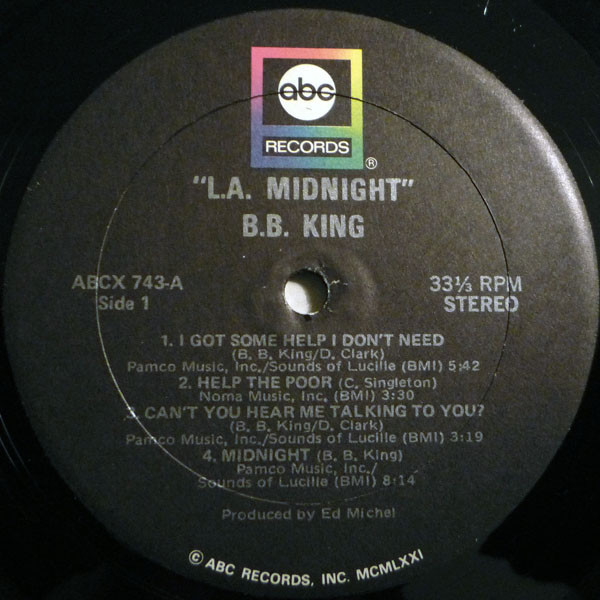 abc
RECORDS
®
"L.A. MIDNIGHT"
B.B. KING
ABCX 743-A
Side 1
33⅓ RPM
STEREO
1. I GOT SOME HELP I DON'T NEED
(B. B. King/D. Clark)
Pamco Music, Inc./Sounds of Lucille (BMI) 5:42
2. HELP THE POOR (C. Singleton)
Noma Music, Inc. (BMI) 3:30
3. CAN'T YOU HEAR ME TALKING TO YOU?
(B. B. King/D. Clark)
Pamco Music, Inc./Sounds of Lucille (BMI) 3:19
4. MIDNIGHT (B. B. King)
Pamco Music, Inc./
Sounds of Lucille (BMI) 8:14
Produced by Ed Michel
© ABC RECORDS, INC. MCMLXXI